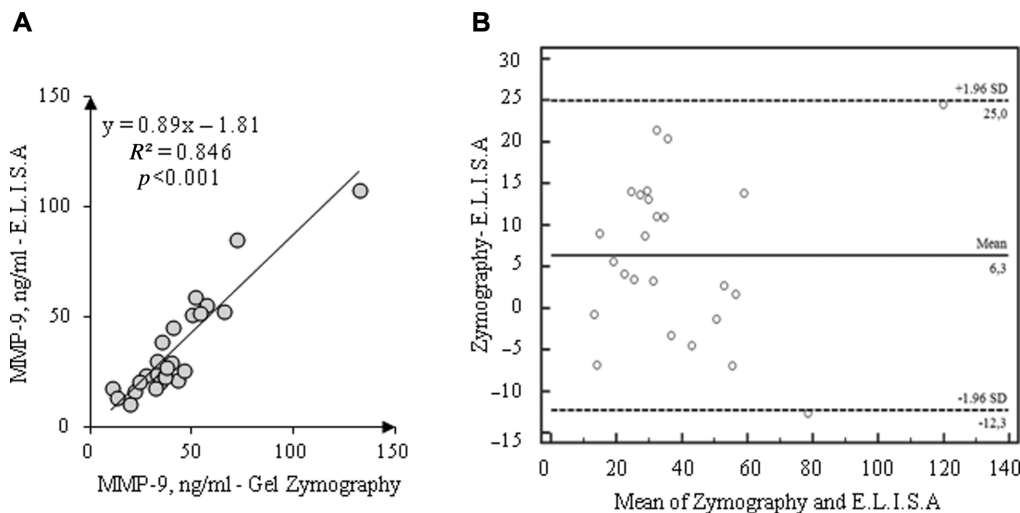 A
150
100
50
0
0
50
100
150
y = 0.89x – 1.81
R² = 0.846
p<0.001
MMP-9, ng/ml - E.L.I.S.A
MMP-9, ng/ml - Gel Zymography
B
30
25
20
15
10
5
0
–5
–10
–15
0
20
40
60
80
100
120
140
+1.96 SD
25,0
Mean
6,3
-1.96 SD
-12,3
Zymography- E.L.I.S.A
Mean of Zymography and E.L.I.S.A